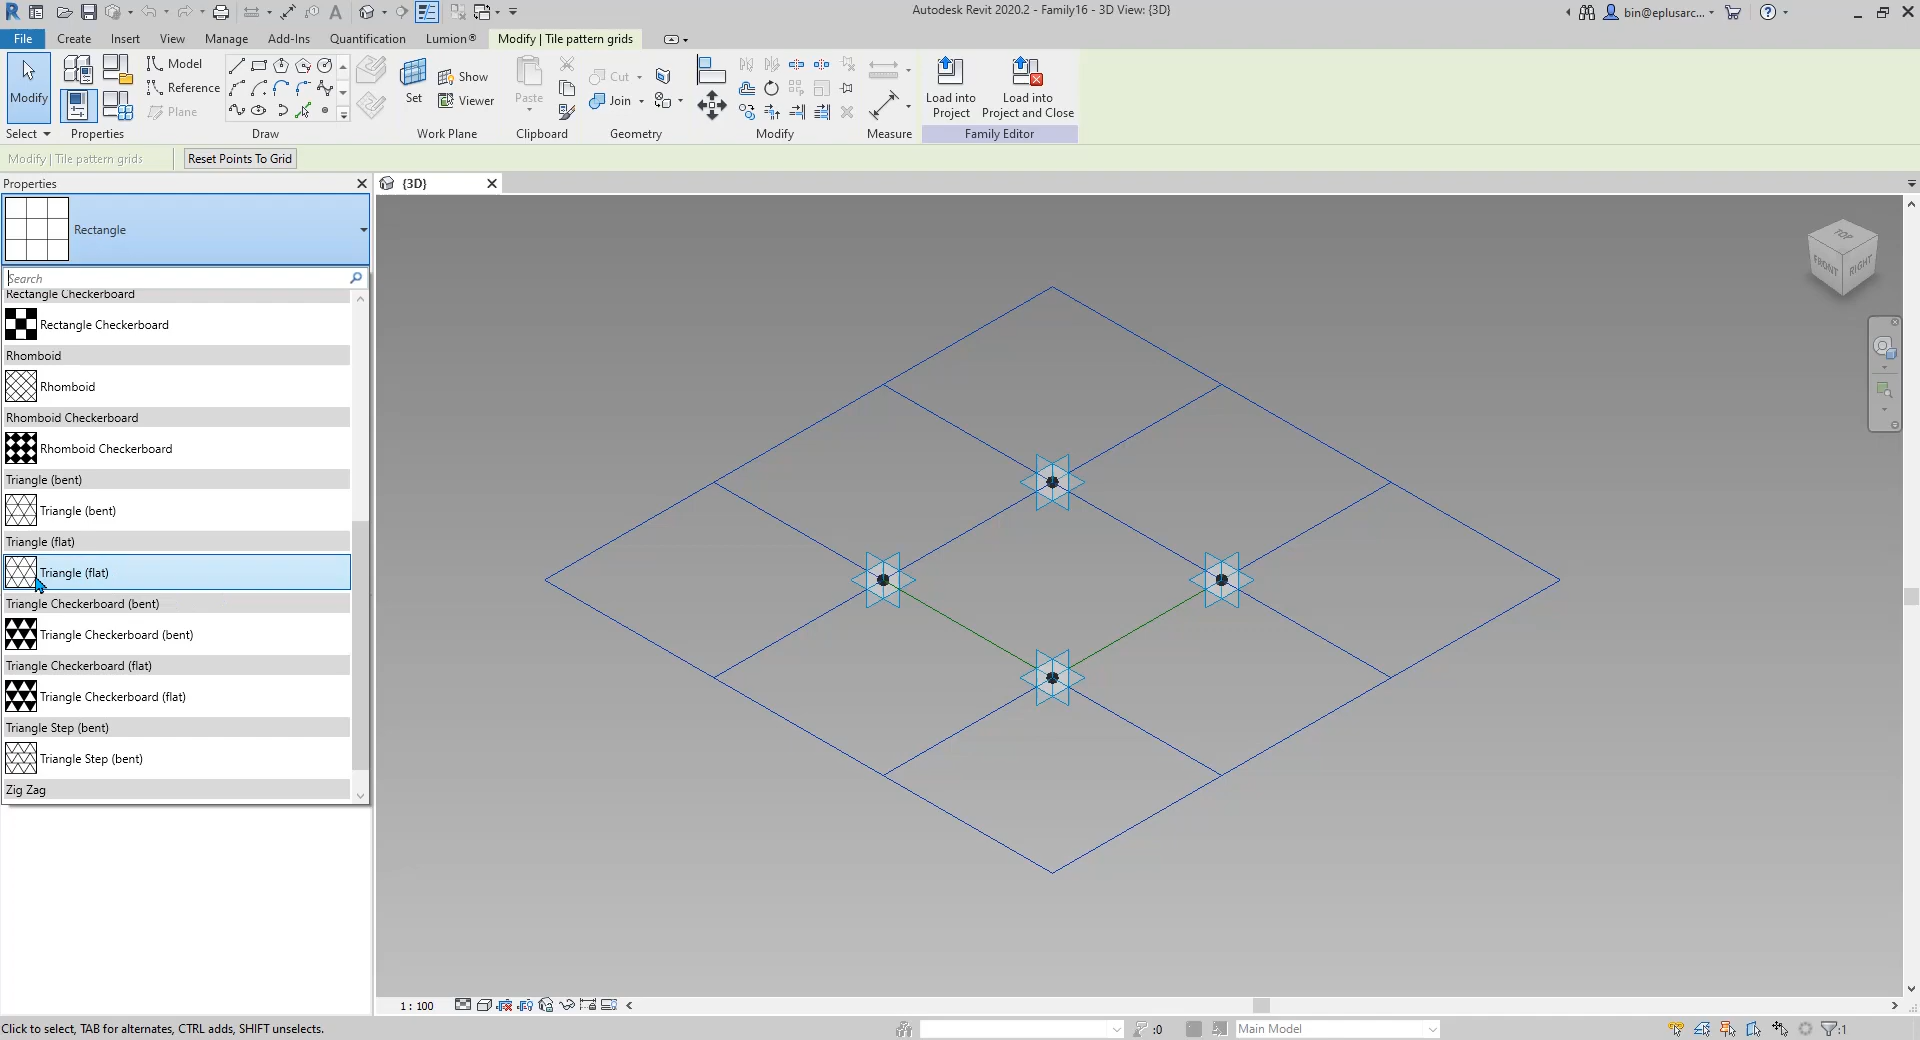 Autodesk Revit 2020.2 - Family16 - 3D View: {3D}
bin@eplusarc...
File Create Insert View Manage Add-Ins Quantification Lumion® Modify | Tile pattern grids
Modify
Model
Reference
Plane
Set
Show
Viewer
Paste
Cut
Join
Load into
Project
Load into
Project and Close
Select Properties Draw Work Plane Clipboard Geometry Modify Measure Family Editor
Modify | Tile pattern grids Reset Points To Grid
Properties
{3D}
Rectangle
Search
Rectangle Checkerboard
Rectangle Checkerboard
Rhomboid
Rhomboid
Rhomboid Checkerboard
Rhomboid Checkerboard
Triangle (bent)
Triangle (bent)
Triangle (flat)
Triangle (flat)
Triangle Checkerboard (bent)
Triangle Checkerboard (bent)
Triangle Checkerboard (flat)
Triangle Checkerboard (flat)
Triangle Step (bent)
Triangle Step (bent)
Zig Zag
TOP
FRONT RIGHT
1 : 100
Click to select, TAB for alternates, CTRL adds, SHIFT unselects.
:0
Main Model
:1